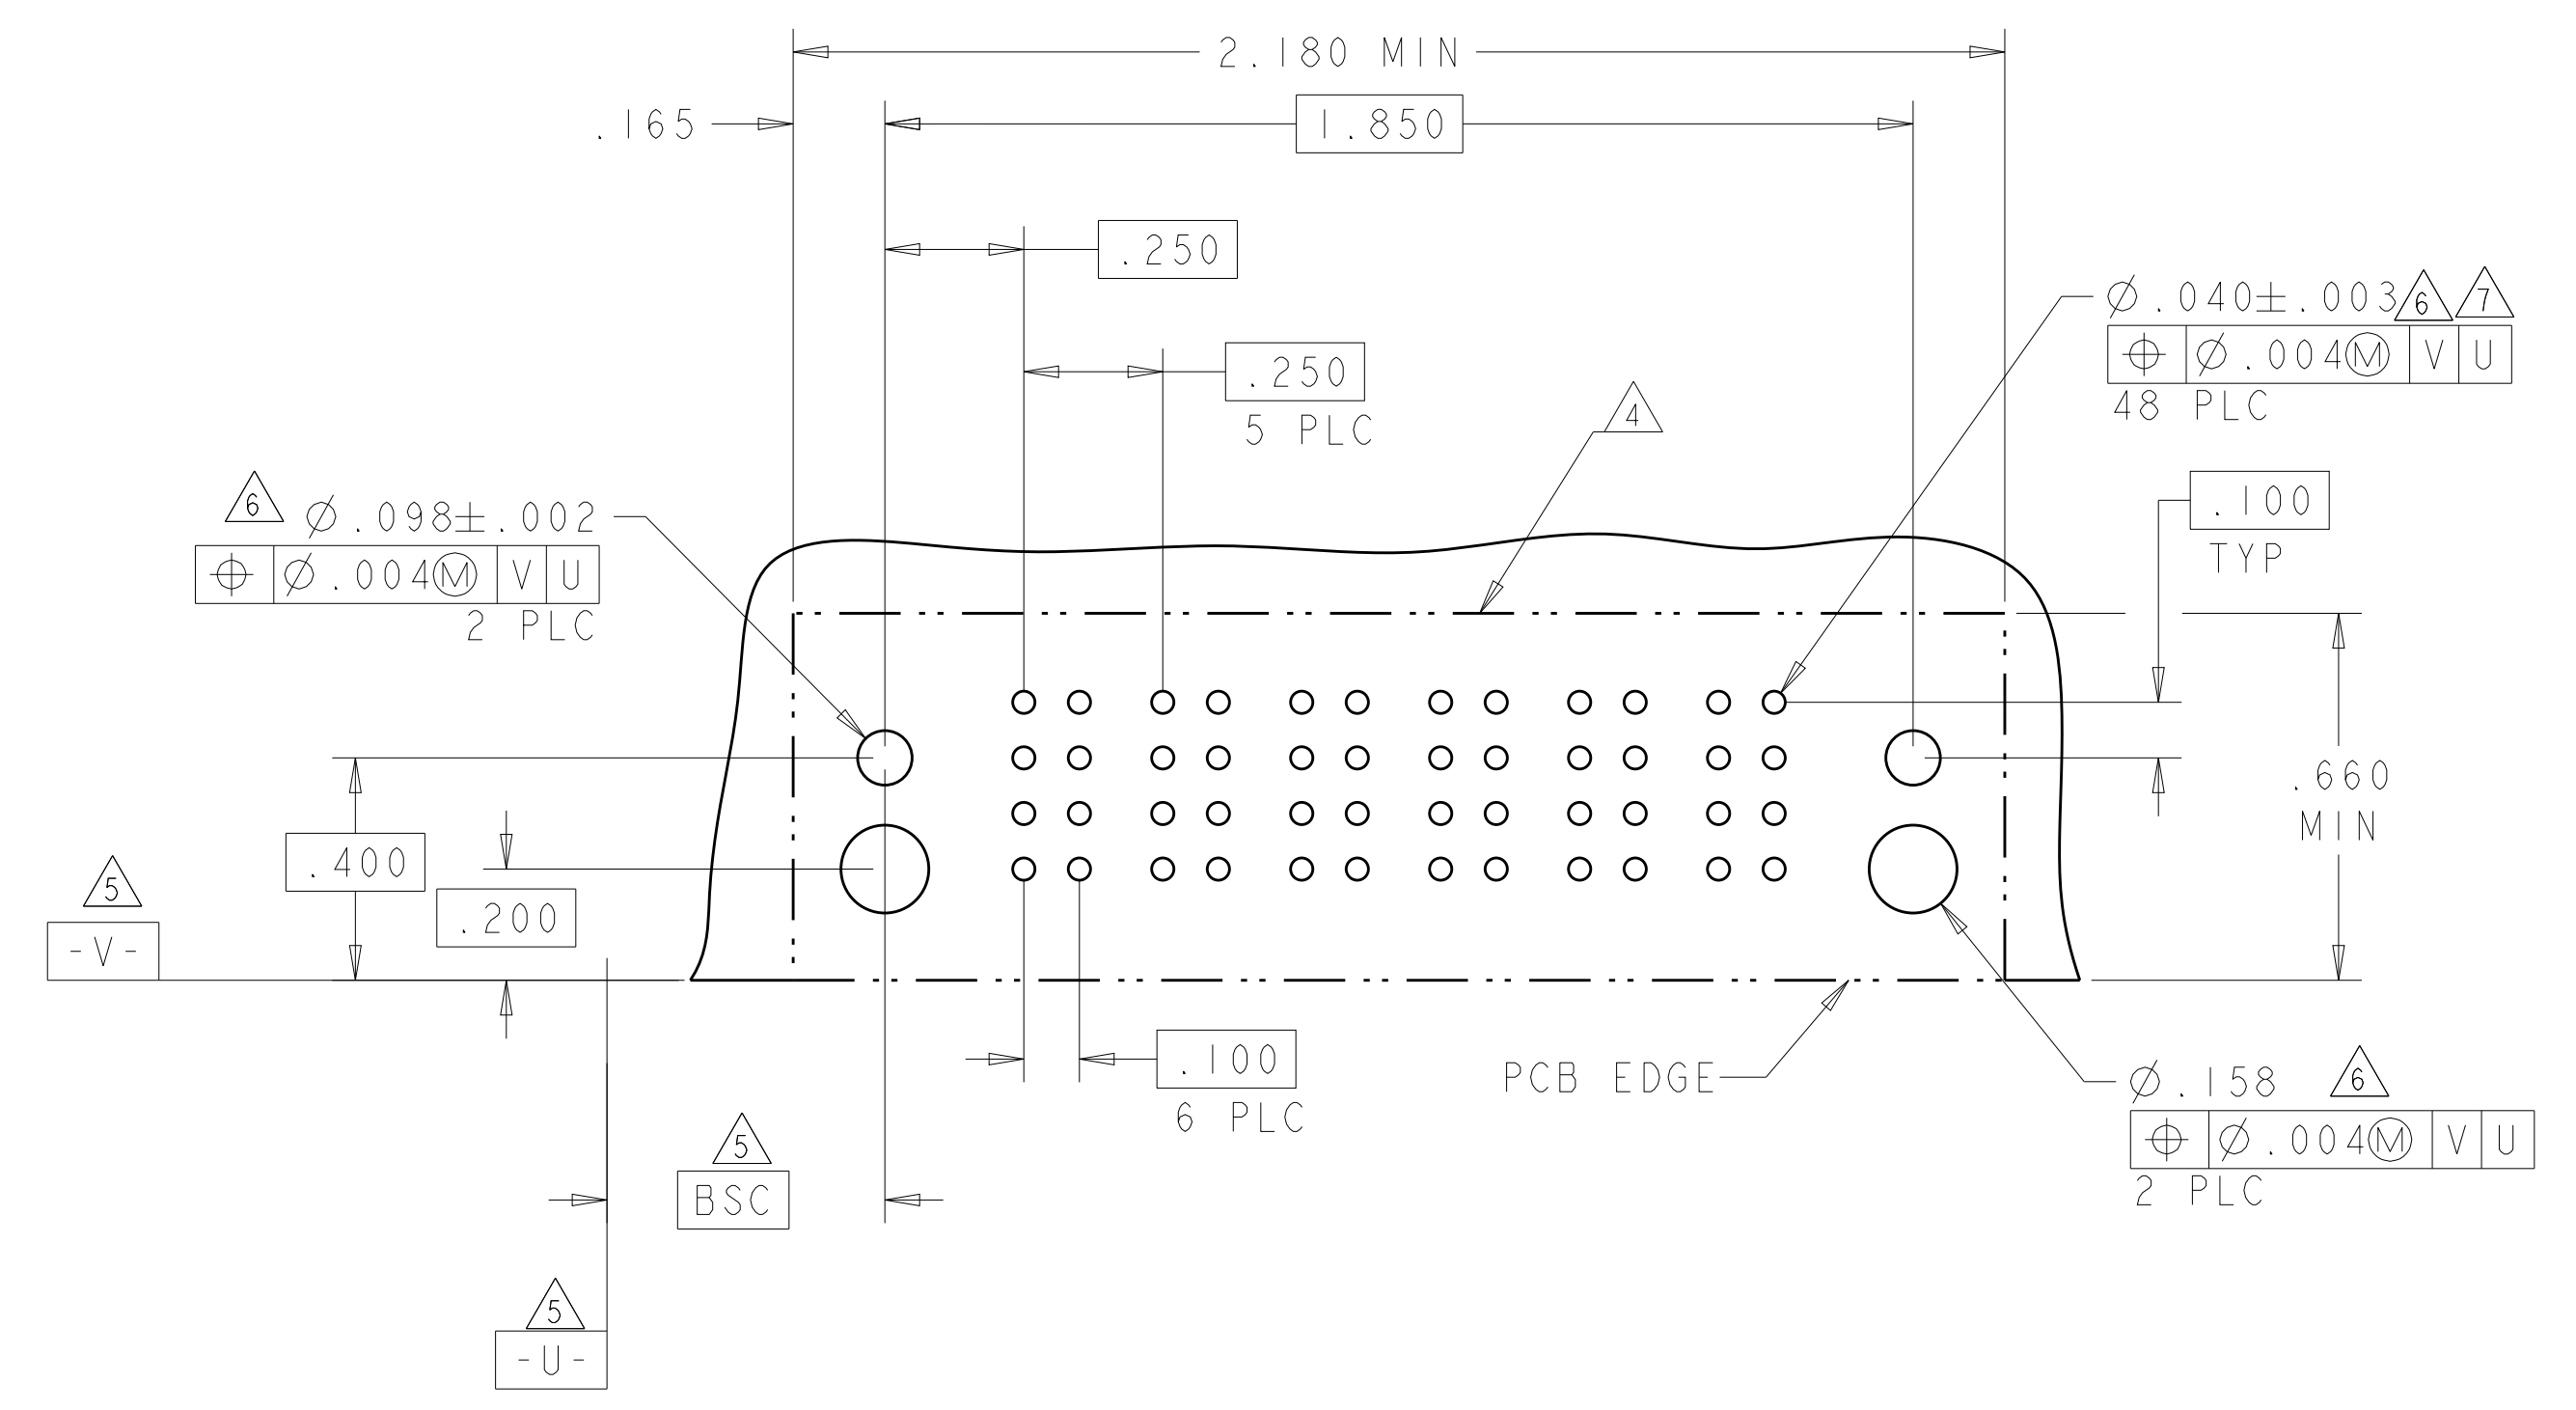 2.180 MIN
.165
1.850
.250
.250
5 PLC
⌀.040±.003 6 7
⌖ ⌀.004Ⓜ V U
48 PLC
4
.100
TYP
6 ⌀.098±.002
⌖ ⌀.004Ⓜ V U
2 PLC
.660
MIN
.400
.200
5
-V-
.100
6 PLC
PCB EDGE
⌀.158 6
⌖ ⌀.004Ⓜ V U
2 PLC
5
BSC
5
-U-